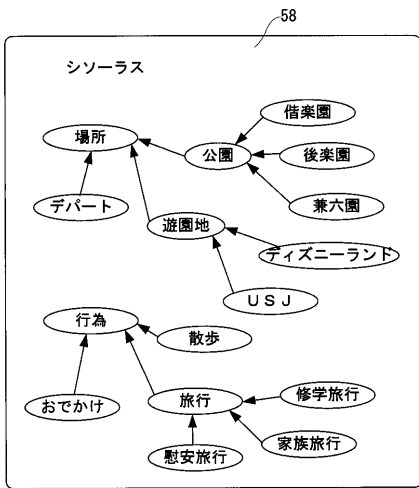 58
シソーラス
偕楽園
場所
公園
後楽園
デパート
兼六園
遊園地
ディズニーランド
ＵＳＪ
行為
散歩
おでかけ
旅行
修学旅行
家族旅行
慰安旅行